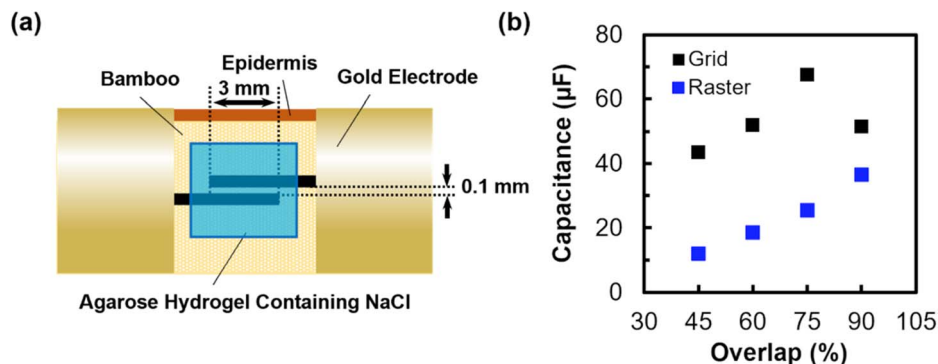 (a)
Bamboo
Epidermis
3 mm
Gold Electrode
0.1 mm
Agarose Hydrogel Containing NaCl
(b)
Capacitance (µF)
80
60
40
20
0
Grid
Raster
30 45 60 75 90 105
Overlap (%)